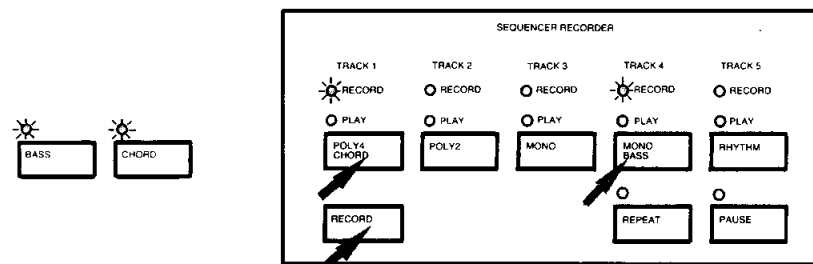 SEQUENCER RECORDER
TRACK 1 TRACK 2 TRACK 3 TRACK 4 TRACK 5
RECORD RECORD RECORD RECORD RECORD
PLAY PLAY PLAY PLAY PLAY
BASS
CHORD
POLY4
CHORD
POLY2
MONO
MONO
BASS
RHYTHM
RECORD
REPEAT
PAUSE